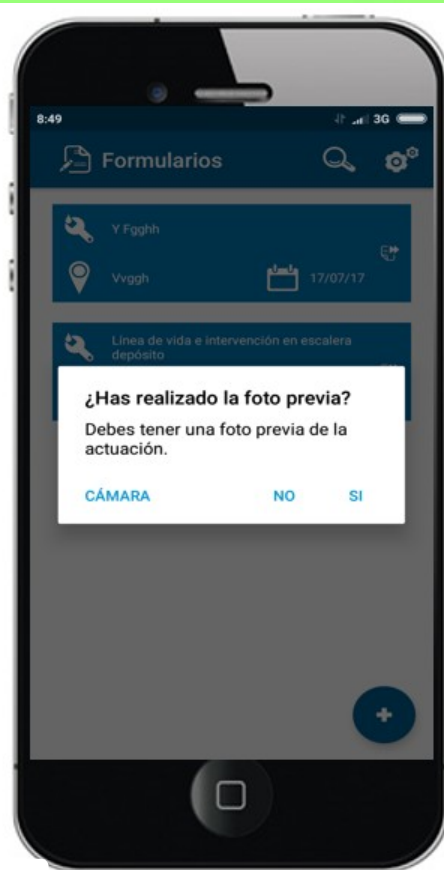 8:49
3G
Formularios
Y Fgghh
Vvggh
17/07/17
Línea de vida e intervención en escalera
depósito
¿Has realizado la foto previa?
Debes tener una foto previa de la
actuación.
CÁMARA
NO
SI